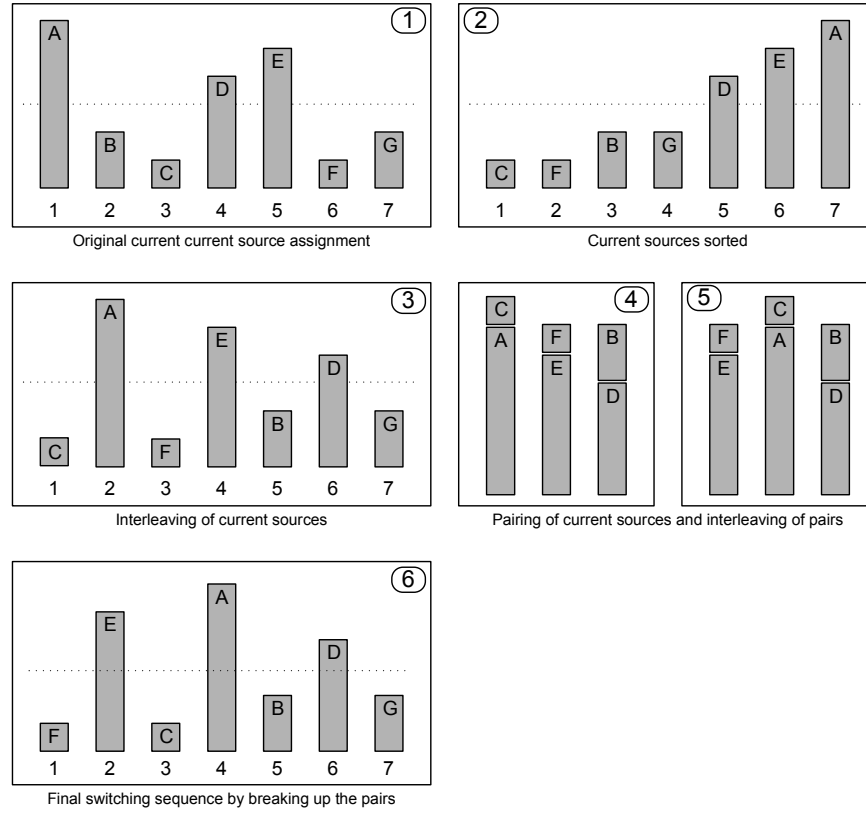 A
B
C
D
E
F
G
1
1 2 3 4 5 6 7
Original current current source assignment
2
C
F
B
G
D
E
A
1 2 3 4 5 6 7
Current sources sorted
3
C
A
F
E
B
D
G
1 2 3 4 5 6 7
Interleaving of current sources
4
C
A
F
E
B
D
5
F
E
C
A
B
D
Pairing of current sources and interleaving of pairs
6
F
E
C
A
B
D
G
1 2 3 4 5 6 7
Final switching sequence by breaking up the pairs